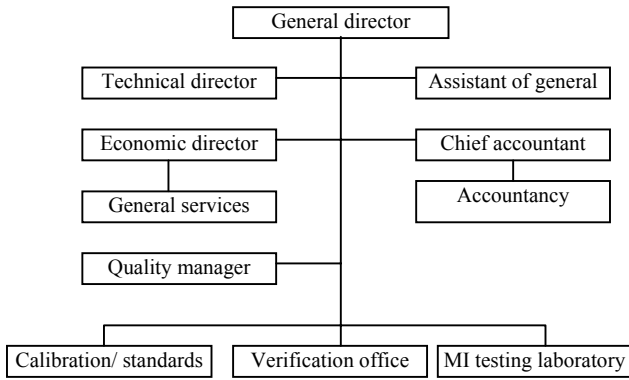 General director
Technical director
Assistant of general
Economic director
Chief accountant
General services
Accountancy
Quality manager
Calibration/ standards
Verification office
MI testing laboratory